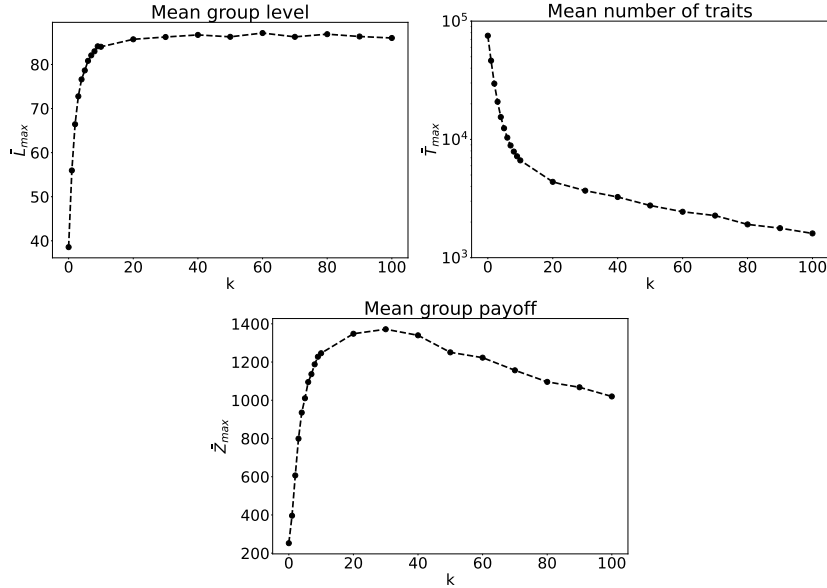 Mean group level
L̄max
80
70
60
50
40
0 20 40 60 80 100
k
Mean number of traits
T̄max
10^5
10^4
10^3
0 20 40 60 80 100
k
Mean group payoff
Z̄max
1400
1200
1000
800
600
400
200
0 20 40 60 80 100
k